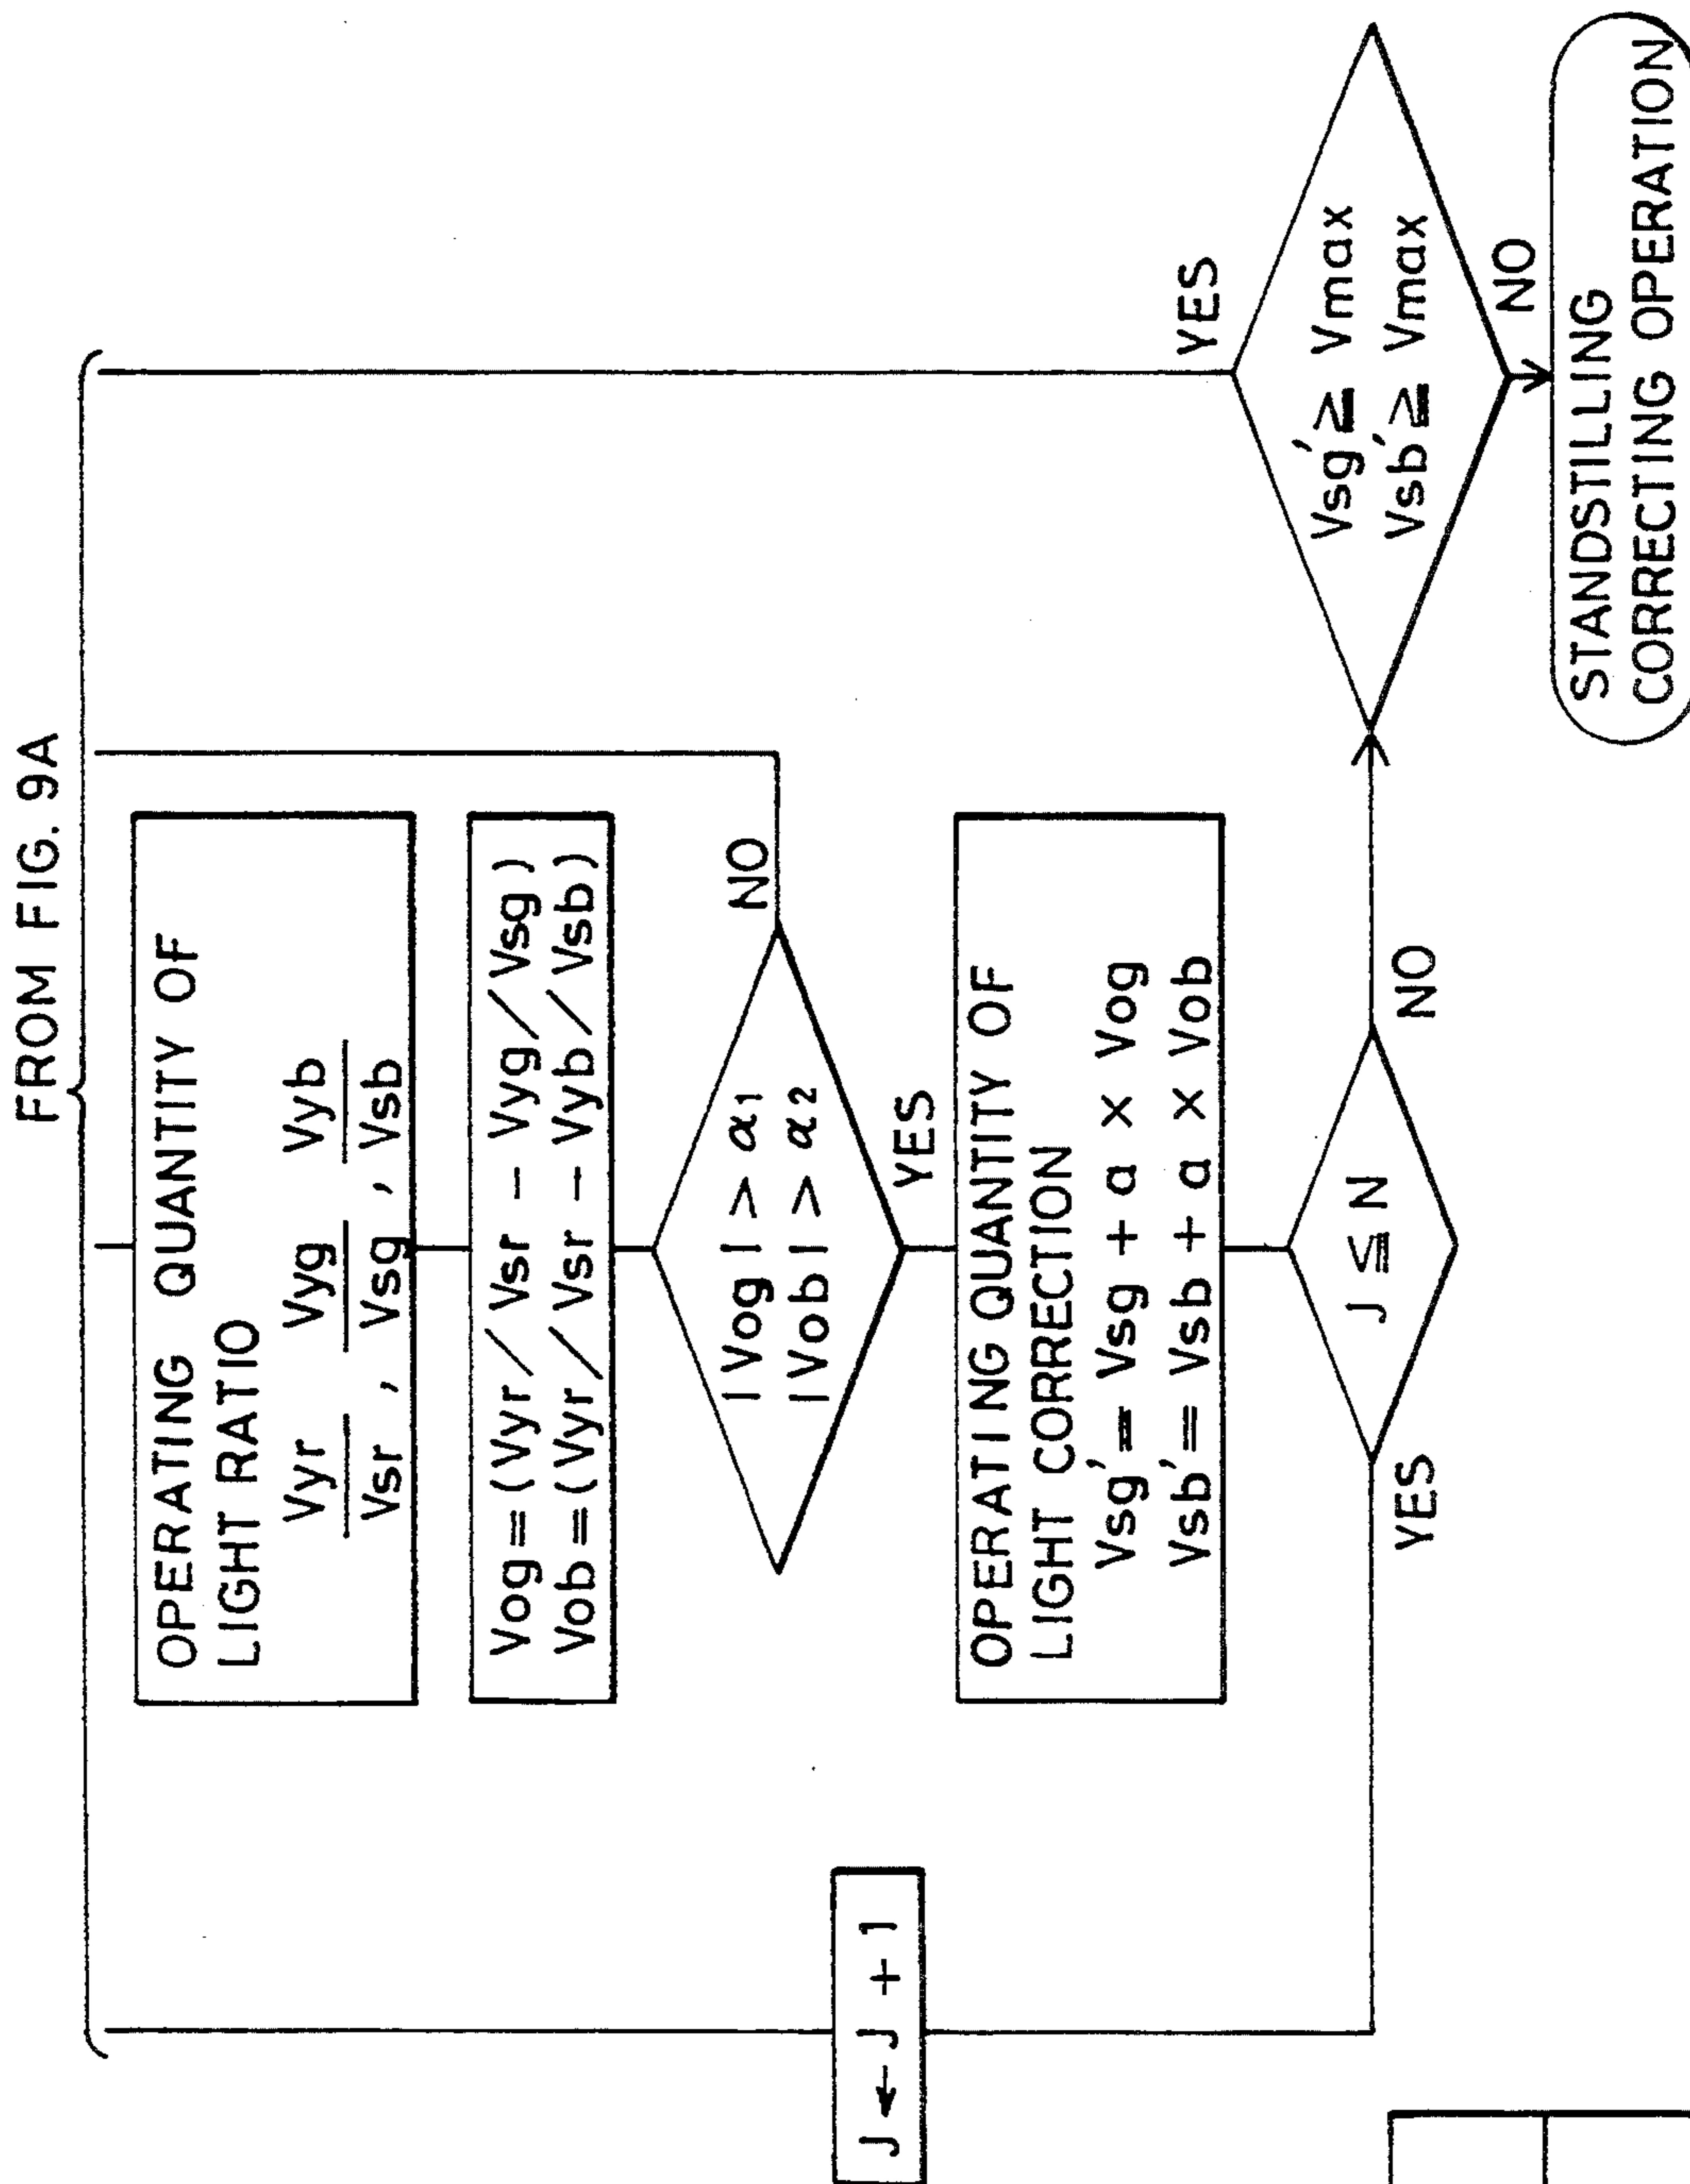 FROM FIG. 9A
OPERATING QUANTITY OF
LIGHT RATIO
Vyr Vyg Vyb
Vsr , Vsg , Vsb
Vog=(Vyr/Vsr - Vyg/Vsg)
Vob=(Vyr/Vsr - Vyb/Vsb)
|Vog| > α1
|Vob| > α2
NO
YES
OPERATING QUANTITY OF
LIGHT CORRECTION
Vsg'= Vsg + a × Vog
Vsb'= Vsb + a × Vob
J ← J + 1
J ≦ N
YES
NO
YES
Vsg'≧ Vmax
Vsb'≧ Vmax
NO
STANDSTILLING
CORRECTING OPERATION